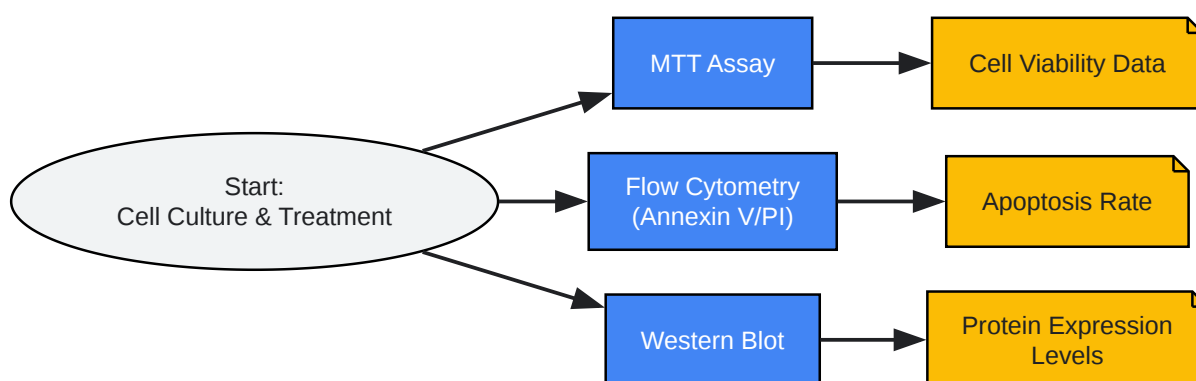 Start:
Cell Culture & Treatment
MTT Assay
Cell Viability Data
Flow Cytometry
(Annexin V/PI)
Apoptosis Rate
Western Blot
Protein Expression
Levels